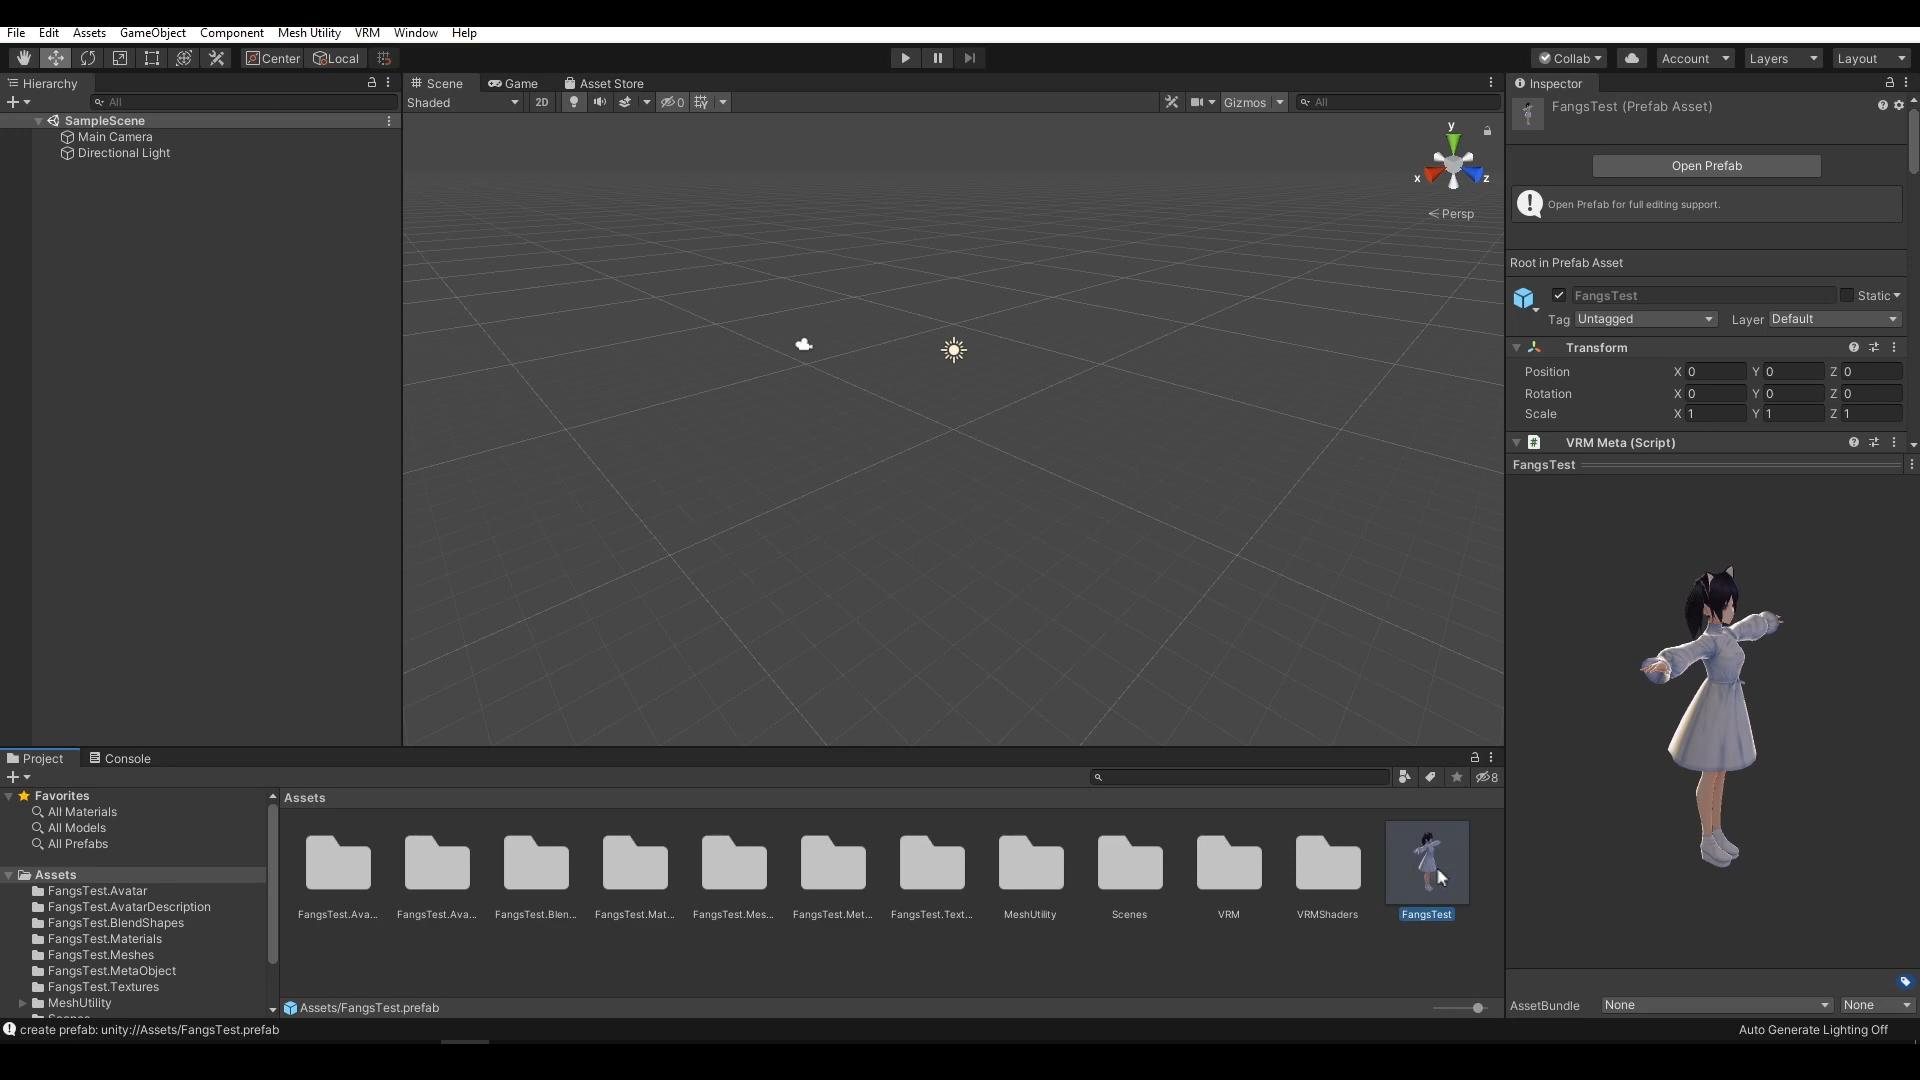 File Edit Assets GameObject Component Mesh Utility VRM Window Help
Center Local Collab Account Layers Layout
Hierarchy
All
SampleScene
Main Camera
Directional Light
Scene Game Asset Store
Shaded 2D 0 Gizmos All
y
x z
Persp
Inspector
FangsTest (Prefab Asset)
Open Prefab
Open Prefab for full editing support.
Root in Prefab Asset
FangsTest Static
Tag Untagged Layer Default
Transform
Position X 0 Y 0 Z 0
Rotation X 0 Y 0 Z 0
Scale X 1 Y 1 Z 1
# VRM Meta (Script)
FangsTest
AssetBundle None None
Project Console
8
Favorites
All Materials
All Models
All Prefabs
Assets
FangsTest.Avatar
FangsTest.AvatarDescription
FangsTest.BlendShapes
FangsTest.Materials
FangsTest.Meshes
FangsTest.MetaObject
FangsTest.Textures
MeshUtility
Scenes
Assets
FangsTest.Ava... FangsTest.Ava... FangsTest.Blen... FangsTest.Mat... FangsTest.Mes... FangsTest.Met... FangsTest.Text... MeshUtility Scenes VRM VRMShaders FangsTest
Assets/FangsTest.prefab
create prefab: unity://Assets/FangsTest.prefab
Auto Generate Lighting Off